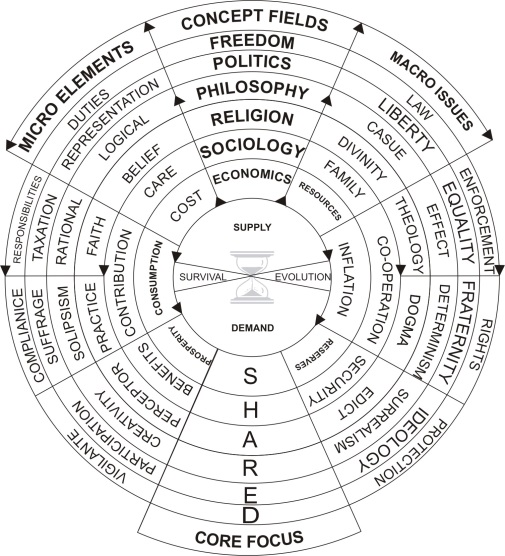 CONCEPT FIELDS
FREEDOM
POLITICS
PHILOSOPHY
RELIGION
SOCIOLOGY
ECONOMICS
MICRO ELEMENTS
MACRO ISSUES
DUTIES
REPRESENTATION
LOGICAL
BELIEF
CARE
COST
LAW
LIBERTY
CASUE
DIVINITY
FAMILY
RESOURCES
RESPONSIBILITIES
TAXATION
RATIONAL
FAITH
CONTRIBUTION
CONSUMPTION
ENFORCEMENT
EQUALITY
EFFECT
THEOLOGY
CO-OPERATION
INFLATION
SUPPLY
SURVIVAL
EVOLUTION
DEMAND
COMPLIANICE
SUFFRAGE
SOLIPSISM
PRACTICE
BENEFITS
PROSPERITY
RIGHTS
FRATERNITY
DETERMINISM
DOGMA
SECURITY
RESERVES
VIGILANTE
PARTICIPATION
CREATIVITY
PERCEPTOR
PROTECTION
IDEOLOGY
SURREALISM
EDICT
S
H
A
R
E
D
CORE FOCUS